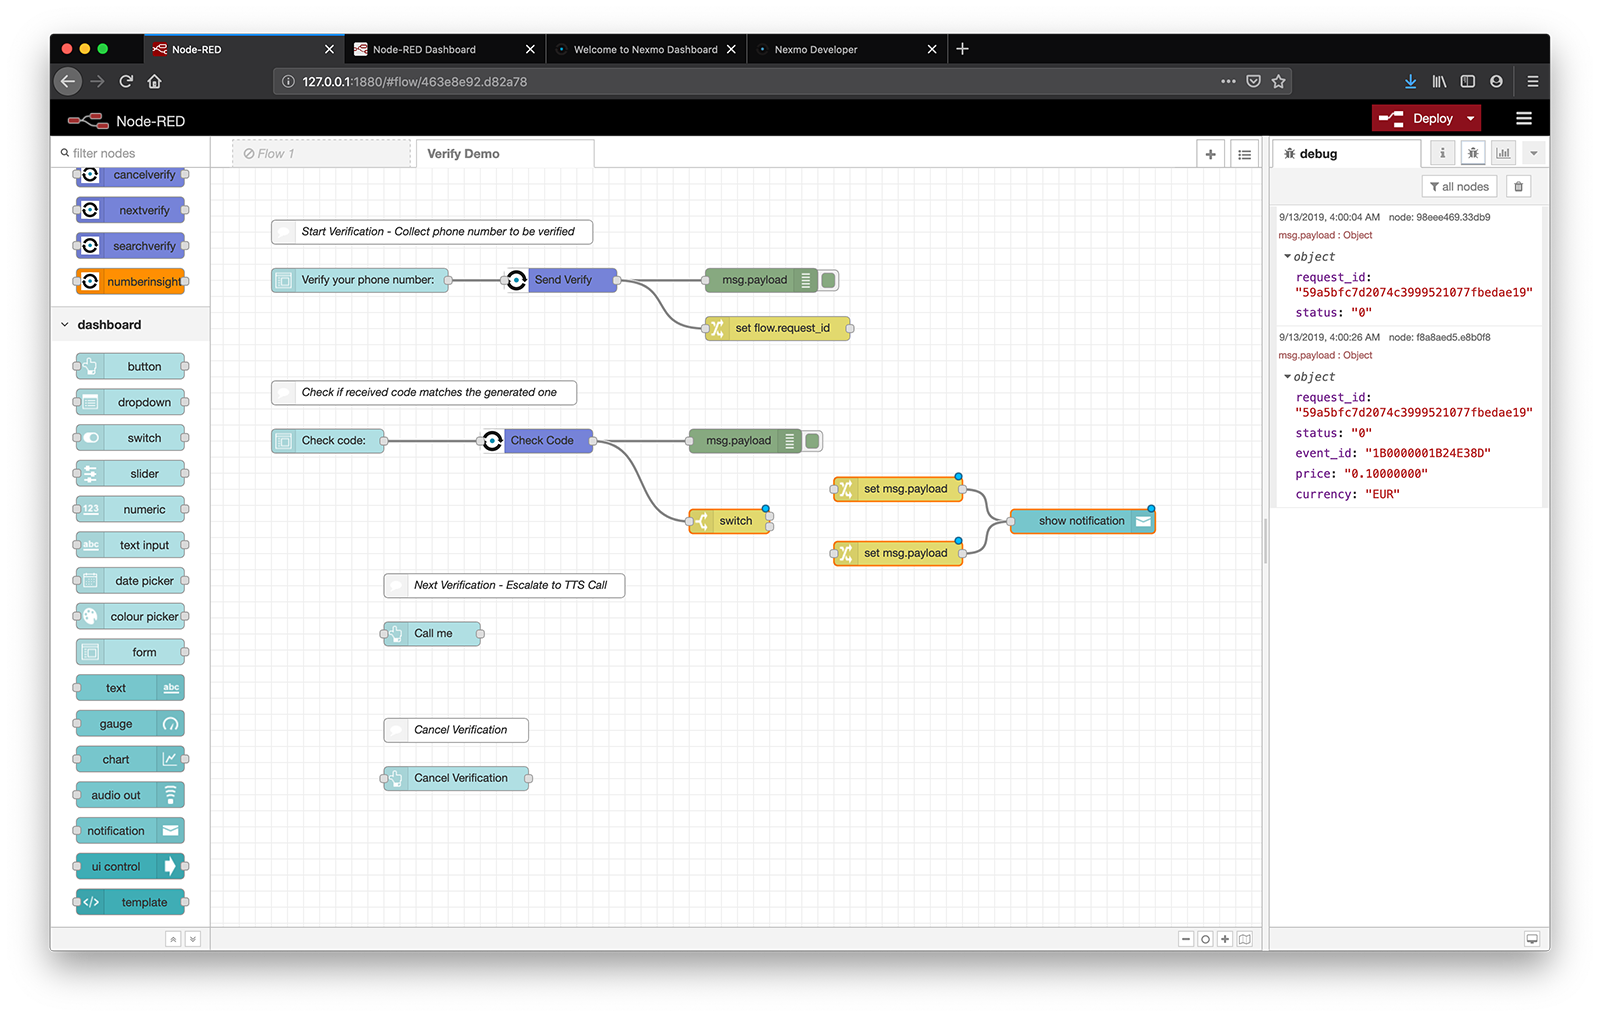 Node-RED
Node-RED Dashboard
Welcome to Nexmo Dashboard
Nexmo Developer
127.0.0.1:1880/#flow/463e8e92.d82a78
Node-RED
Deploy
filter nodes
Flow 1
Verify Demo
debug
i
all nodes
cancelverify
nextverify
searchverify
numberinsight
dashboard
button
dropdown
switch
slider
123 numeric
abc text input
date picker
colour picker
form
text abc
gauge
chart
audio out
notification
ui control
</> template
Start Verification - Collect phone number to be verified
Verify your phone number:
Send Verify
msg.payload
set flow.request_id
Check if received code matches the generated one
Check code:
Check Code
msg.payload
set msg.payload
switch
show notification
set msg.payload
Next Verification - Escalate to TTS Call
Call me
Cancel Verification
Cancel Verification
9/13/2019, 4:00:04 AM node: 98eee469.33db9
msg.payload : Object
object
request_id:
"59a5bfc7d2074c3999521077fbedae19"
status: "0"
9/13/2019, 4:00:26 AM node: f8a8aed5.e8b0f8
msg.payload : Object
object
request_id:
"59a5bfc7d2074c3999521077fbedae19"
status: "0"
event_id: "1B0000001B24E38D"
price: "0.10000000"
currency: "EUR"